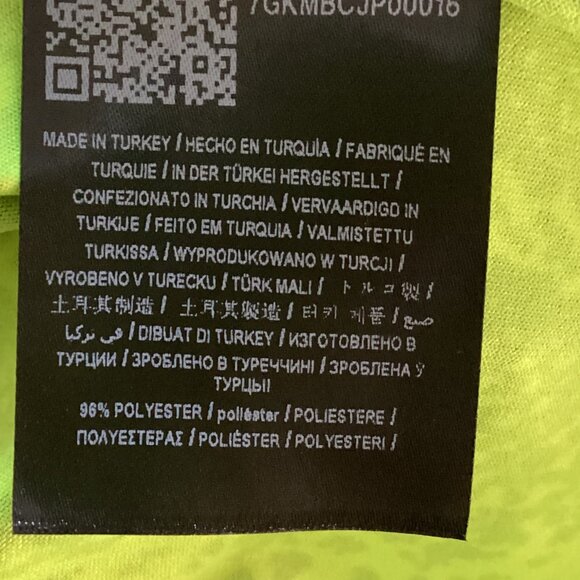 7GKMBCJP00016
MADE IN TURKEY / HECHO EN TURQUÍA / FABRIQUÉ EN
TURQUIE / IN DER TÜRKEI HERGESTELLT /
CONFEZIONATO IN TURCHIA / VERVAARDIGD IN
TURKIJE / FEITO EM TURQUIA / VALMISTETTU
TURKISSA / WYPRODUKOWANO W TURCJI /
VYROBENO V TURECKU / TÜRK MALI / トルコ製 /
土耳其制造 / 土耳其製造 / 터키 제품 / صنع
في تركيا / DIBUAT DI TURKEY / ИЗГОТОВЛЕНО В
ТУРЦИИ / ЗРОБЛЕНО В ТУРЕЧЧИНІ / ЗРОБЛЕНА Ў
ТУРЦЫІ
96% POLYESTER / poliéster / POLIESTERE /
ΠΟΛΥΕΣΤΕΡΑΣ / POLIÉSTER / POLYESTERI /